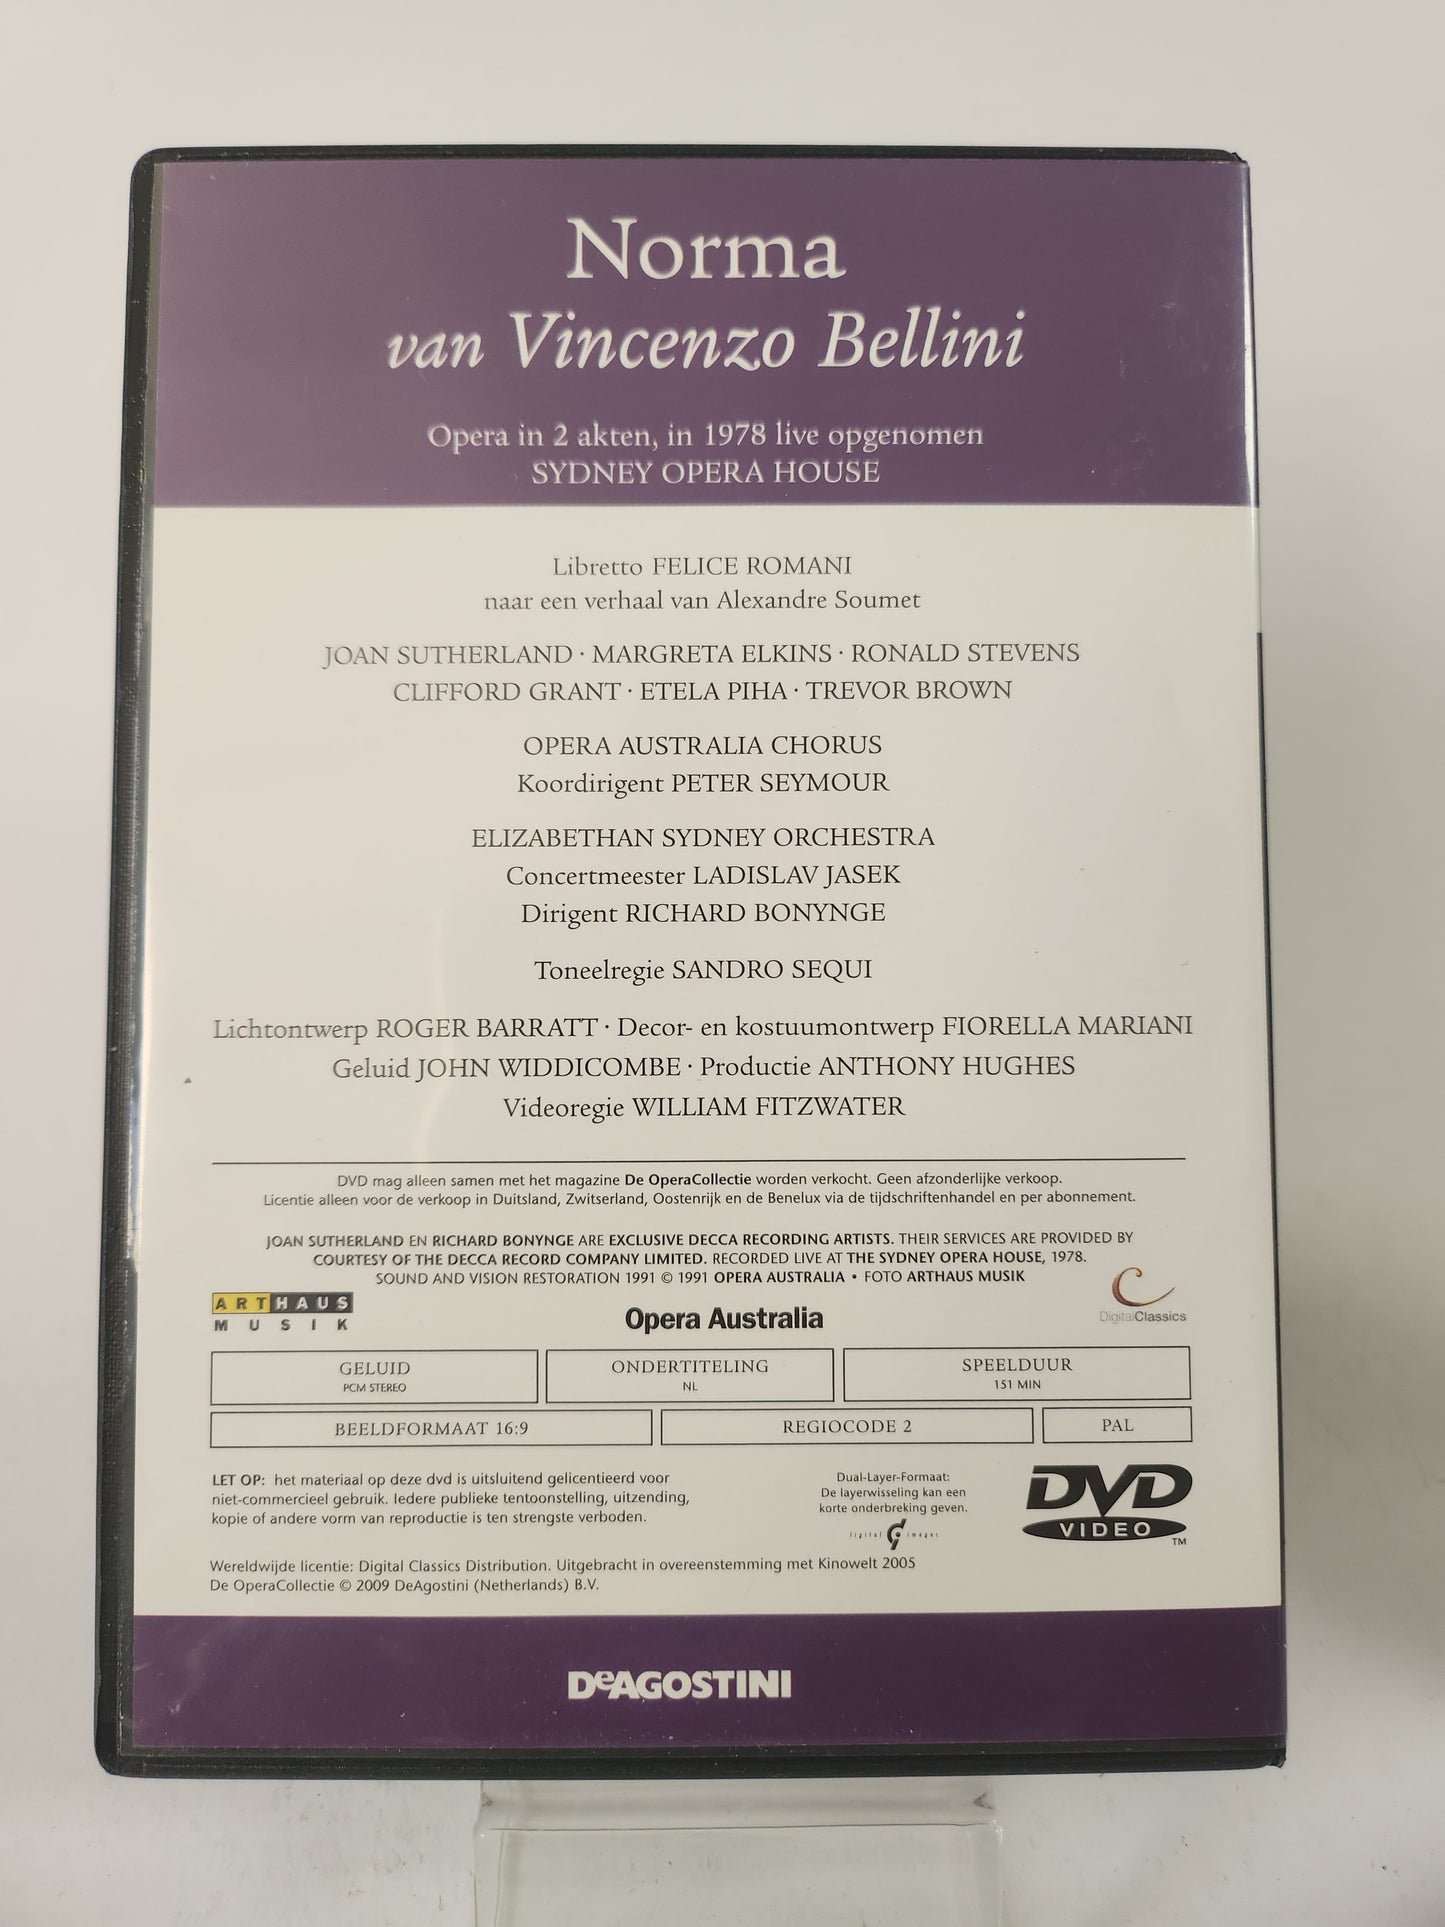 Norma
van Vincenzo Bellini
Opera in 2 akten, in 1978 live opgenomen
SYDNEY OPERA HOUSE
Libretto FELICE ROMANI
naar een verhaal van Alexandre Soumet
JOAN SUTHERLAND · MARGRETA ELKINS · RONALD STEVENS
CLIFFORD GRANT · ETELA PIHA · TREVOR BROWN
OPERA AUSTRALIA CHORUS
Koordirigent PETER SEYMOUR
ELIZABETHAN SYDNEY ORCHESTRA
Concertmeester LADISLAV JASEK
Dirigent RICHARD BONYNGE
Toneelregie SANDRO SEQUI
Lichtontwerp ROGER BARRATT · Decor- en kostuumontwerp FIORELLA MARIANI
Geluid JOHN WIDDICOMBE · Productie ANTHONY HUGHES
Videoregie WILLIAM FITZWATER
DVD mag alleen samen met het magazine De OperaCollectie worden verkocht. Geen afzonderlijke verkoop.
Licentie alleen voor de verkoop in Duitsland, Zwitserland, Oostenrijk en de Benelux via de tijdschriftenhandel en per abonnement.
JOAN SUTHERLAND EN RICHARD BONYNGE ARE EXCLUSIVE DECCA RECORDING ARTISTS. THEIR SERVICES ARE PROVIDED BY
COURTESY OF THE DECCA RECORD COMPANY LIMITED. RECORDED LIVE AT THE SYDNEY OPERA HOUSE, 1978.
SOUND AND VISION RESTORATION 1991 © 1991 OPERA AUSTRALIA • FOTO ARTHAUS MUSIK
ARTHAUS
MUSIK
Opera Australia
DigitalClassics
GELUID
PCM STEREO
ONDERTITELING
NL
SPEELDUUR
151 MIN
BEELDFORMAAT 16:9
REGIOCODE 2
PAL
LET OP: het materiaal op deze dvd is uitsluitend gelicentieerd voor
niet-commercieel gebruik. Iedere publieke tentoonstelling, uitzending,
kopie of andere vorm van reproductie is ten strengste verboden.
Dual-Layer-Formaat:
De layerwisseling kan een
korte onderbreking geven.
digital images
DVD
VIDEO
TM
Wereldwijde licentie: Digital Classics Distribution. Uitgebracht in overeenstemming met Kinowelt 2005
De OperaCollectie © 2009 DeAgostini (Netherlands) B.V.
DeAGOSTINI